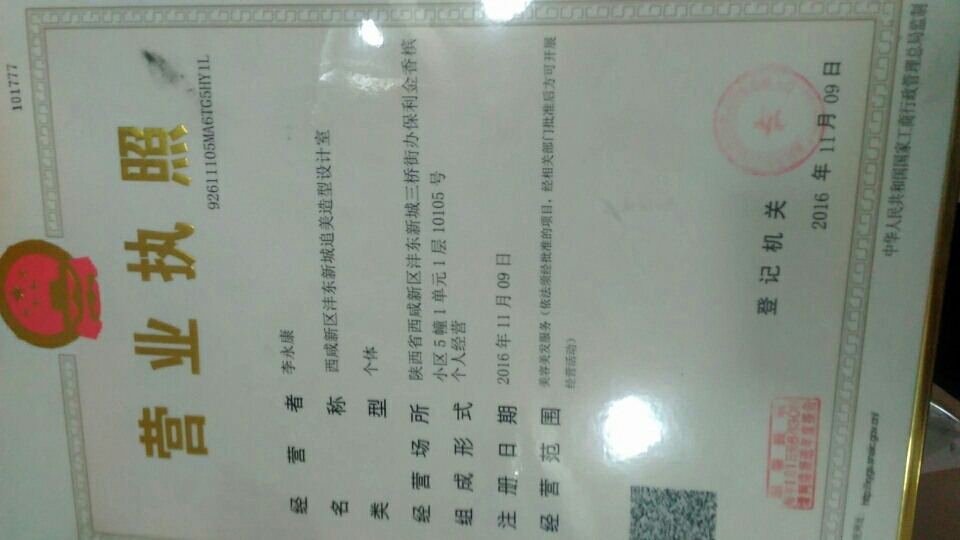 101777
营业执照
92611105MA6TG5HY1L
经营者 李永康
名称 西咸新区沣东新城追美造型设计室
类型 个体
经营场所 陕西省西咸新区沣东新城三桥街办保利金香槟
小区5幢1单元1层10105号
组成形式 个人经营
注册日期 2016年11月09日
经营范围 美容美发服务(依法须经批准的项目,经相关部门批准后方可开展
经营活动)
登记机关
2016年11月09日
中华人民共和国国家工商行政管理总局监制